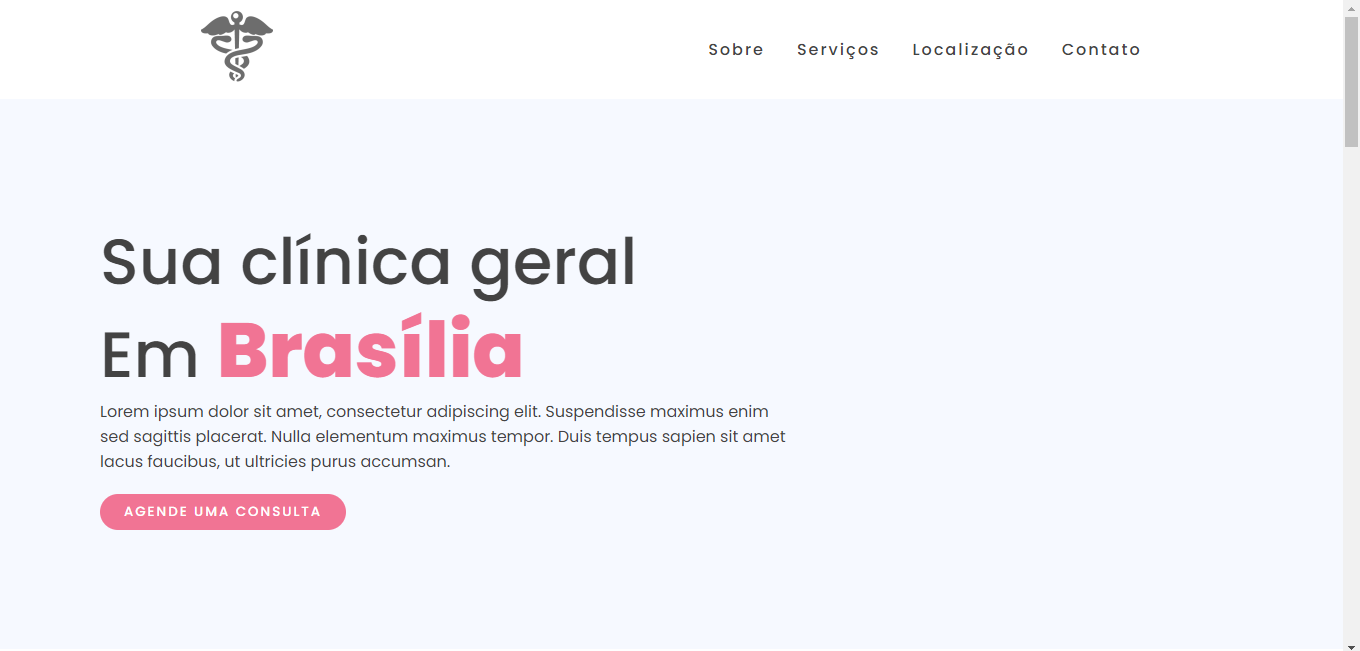 Sobre Serviços Localização Contato
Sua clínica geral
Em Brasília
Lorem ipsum dolor sit amet, consectetur adipiscing elit. Suspendisse maximus enim
sed sagittis placerat. Nulla elementum maximus tempor. Duis tempus sapien sit amet
lacus faucibus, ut ultricies purus accumsan.
AGENDE UMA CONSULTA